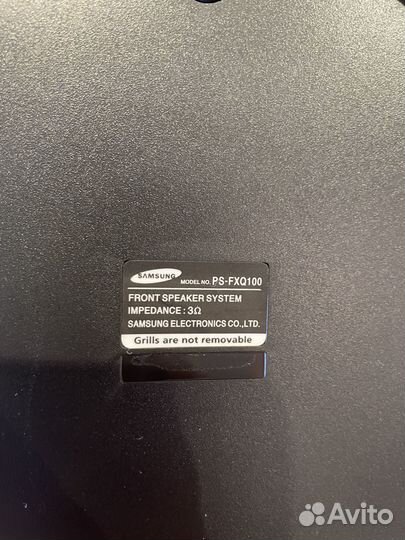 SAMSUNG MODEL NO. PS-FXQ100
FRONT SPEAKER SYSTEM
IMPEDANCE : 3Ω
SAMSUNG ELECTRONICS CO.,LTD.
Grills are not removable
Avito